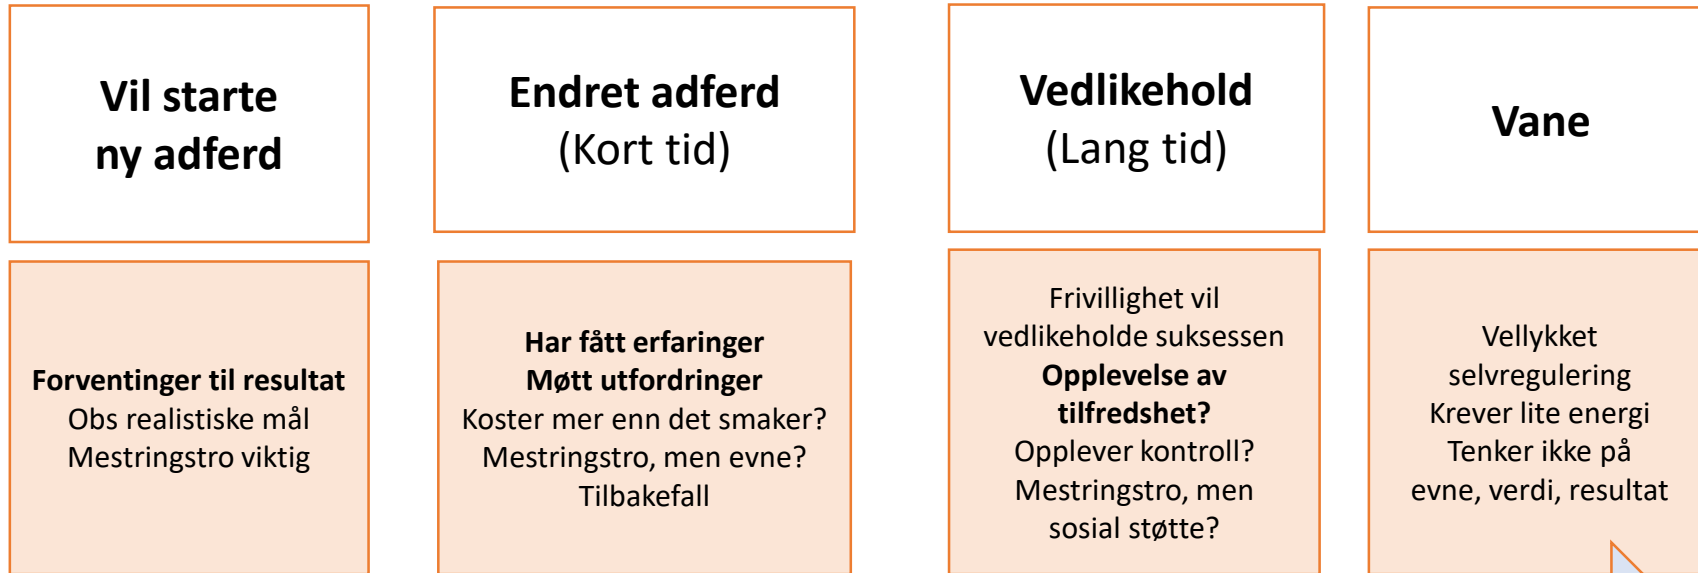 Vil starte
ny adferd
Endret adferd
(Kort tid)
Vedlikehold
(Lang tid)
Vane
Forventinger til resultat
Obs realistiske mål
Mestringstro viktig
Har fått erfaringer
Møtt utfordringer
Koster mer enn det smaker?
Mestringstro, men evne?
Tilbakefall
Frivillighet vil
vedlikeholde suksessen
Opplevelse av
tilfredshet?
Opplever kontroll?
Mestringstro, men
sosial støtte?
Vellykket
selvregulering
Krever lite energi
Tenker ikke på
evne, verdi, resultat